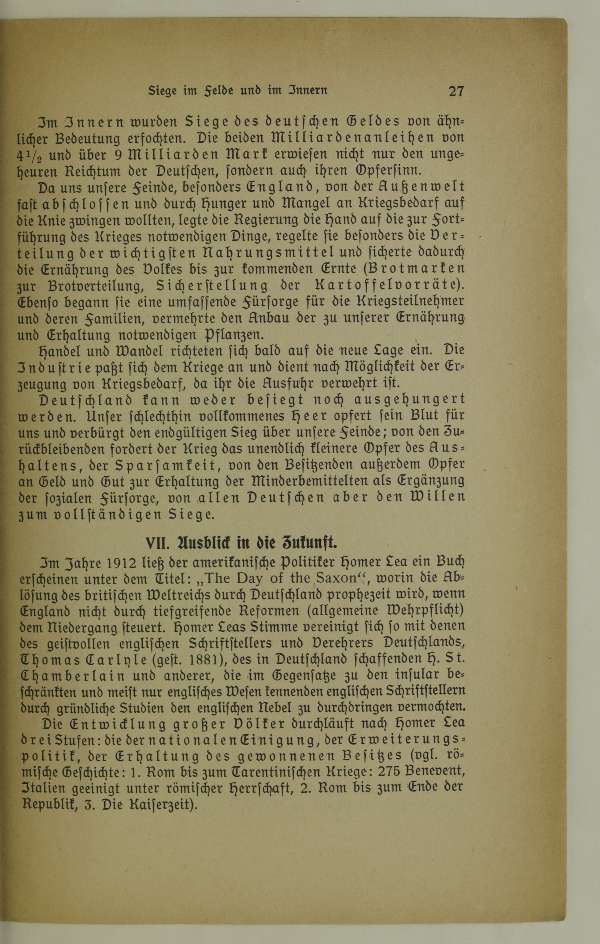 Siege im Felde und im Innern 27
Im Innern wurden Siege des deutschen Geldes von ähn-
licher Bedeutung erfochten. Die beiden Milliardenanleihen von
4 1/2 und über 9 Milliarden Mark erwiesen nicht nur den unge-
heuren Reichtum der Deutschen, sondern auch ihren Opfersinn.
Da uns unsere Feinde, besonders England, von der Außenwelt
fast abschlossen und durch Hunger und Mangel an Kriegsbedarf auf
die Knie zwingen wollten, legte die Regierung die Hand auf die zur Fort-
führung des Krieges notwendigen Dinge, regelte sie besonders die Ver-
teilung der wichtigsten Nahrungsmittel und sicherte dadurch
die Ernährung des Volkes bis zur kommenden Ernte (Brotmarken
zur Brotverteilung, Sicherstellung der Kartoffelvorräte).
Ebenso begann sie eine umfassende Fürsorge für die Kriegsteilnehmer
und deren Familien, vermehrte den Anbau der zu unserer Ernährung
und Erhaltung notwendigen Pflanzen.
Handel und Wandel richteten sich bald auf die neue Lage ein. Die
Industrie paßt sich dem Kriege an und dient nach Möglichkeit der Er-
zeugung von Kriegsbedarf, da ihr die Ausfuhr verwehrt ist.
Deutschland kann weder besiegt noch ausgehungert
werden. Unser schlechthin vollkommenes Heer opfert sein Blut für
uns und verbürgt den endgültigen Sieg über unsere Feinde; von den Zu-
rückbleibenden fordert der Krieg das unendlich kleinere Opfer des Aus-
haltens, der Sparsamkeit, von den Besitzenden außerdem Opfer
an Geld und Gut zur Erhaltung der Minderbemittelten als Ergänzung
der sozialen Fürsorge, von allen Deutschen aber den Willen
zum vollständigen Siege.
VII. Ausblick in die Zukunft.
Im Jahre 1912 ließ der amerikanische Politiker Homer Lea ein Buch
erscheinen unter dem Titel: „The Day of the Saxon“, worin die Ab-
lösung des britischen Weltreichs durch Deutschland prophezeit wird, wenn
England nicht durch tiefgreifende Reformen (allgemeine Wehrpflicht)
dem Niedergang steuert. Homer Leas Stimme vereinigt sich so mit denen
des geistvollen englischen Schriftstellers und Verehrers Deutschlands,
Thomas Carlyle (gest. 1881), des in Deutschland schaffenden H. St.
Chamberlain und anderer, die im Gegensatze zu den insular be-
schränkten und meist nur englisches Wesen kennenden englischen Schriftstellern
durch gründliche Studien den englischen Nebel zu durchdringen vermochten.
Die Entwicklung großer Völker durchläuft nach Homer Lea
drei Stufen: die der nationalen Einigung, der Erweiterungs-
politik, der Erhaltung des gewonnenen Besitzes (vgl. rö-
mische Geschichte: 1. Rom bis zum Tarentinischen Kriege: 275 Benevent,
Italien geeinigt unter römischer Herrschaft, 2. Rom bis zum Ende der
Republik, 3. Die Kaiserzeit).